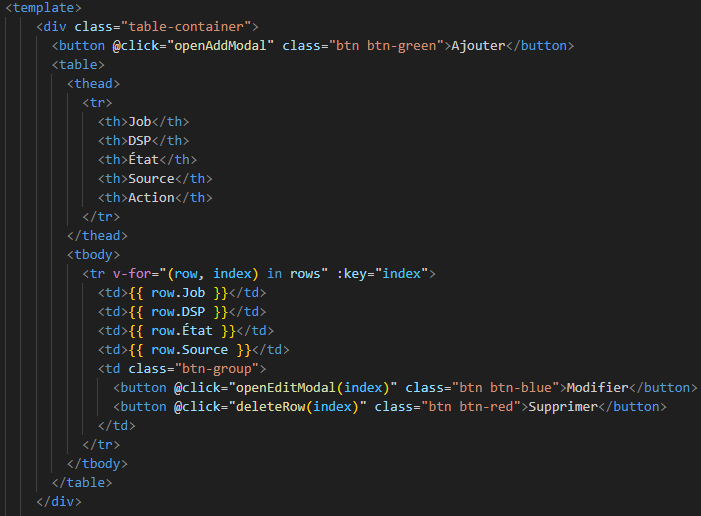 <template>
<div class="table-container">
<button @click="openAddModal" class="btn btn-green">Ajouter</button>
<table>
<thead>
<tr>
<th>Job</th>
<th>DSP</th>
<th>État</th>
<th>Source</th>
<th>Action</th>
</tr>
</thead>
<tbody>
<tr v-for="(row, index) in rows" :key="index">
<td>{{ row.Job }}</td>
<td>{{ row.DSP }}</td>
<td>{{ row.État }}</td>
<td>{{ row.Source }}</td>
<td class="btn-group">
<button @click="openEditModal(index)" class="btn btn-blue">Modifier</button>
<button @click="deleteRow(index)" class="btn btn-red">Supprimer</button>
</td>
</tr>
</tbody>
</table>
</div>